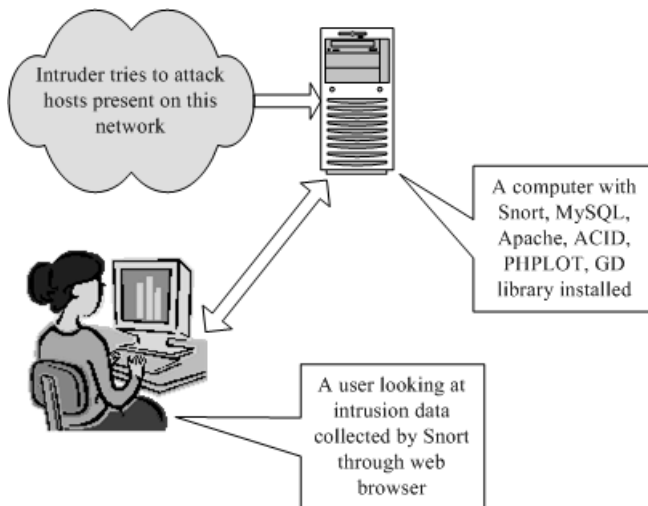 Intruder tries to attack
hosts present on this
network
A computer with
Snort, MySQL,
Apache, ACID,
PHPLOT, GD
library installed
A user looking at
intrusion data
collected by Snort
through web
browser